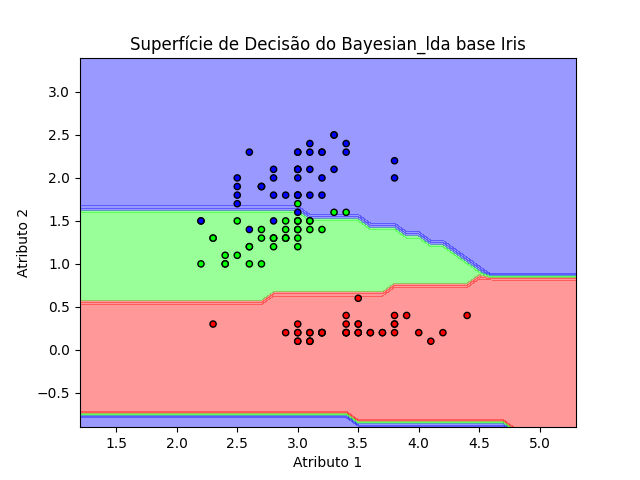 Superfície de Decisão do Bayesian_lda base Iris
Atributo 2
3.0
2.5
2.0
1.5
1.0
0.5
0.0
−0.5
1.5 2.0 2.5 3.0 3.5 4.0 4.5 5.0
Atributo 1